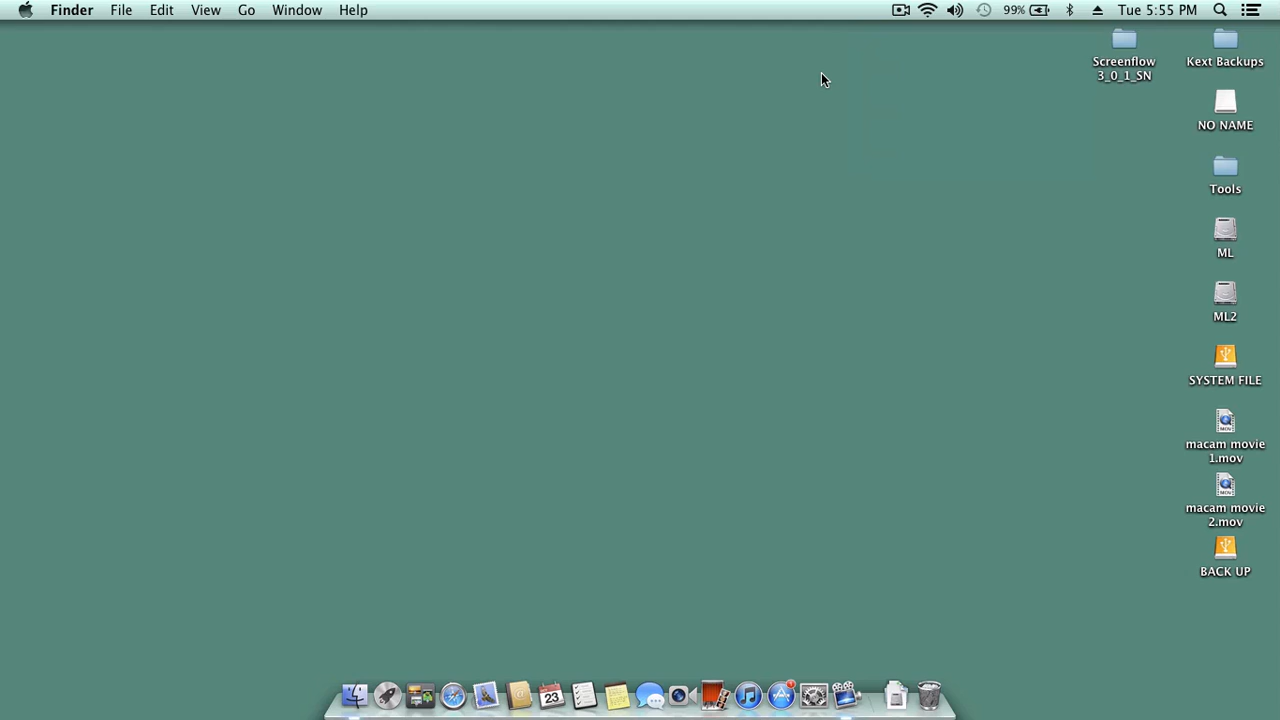 Finder File Edit View Go Window Help 99% Tue 5:55 PM
Screenflow
3_0_1_SN
Kext Backups
NO NAME
Tools
ML
ML2
SYSTEM FILE
macam movie
1.mov
macam movie
2.mov
BACK UP
23